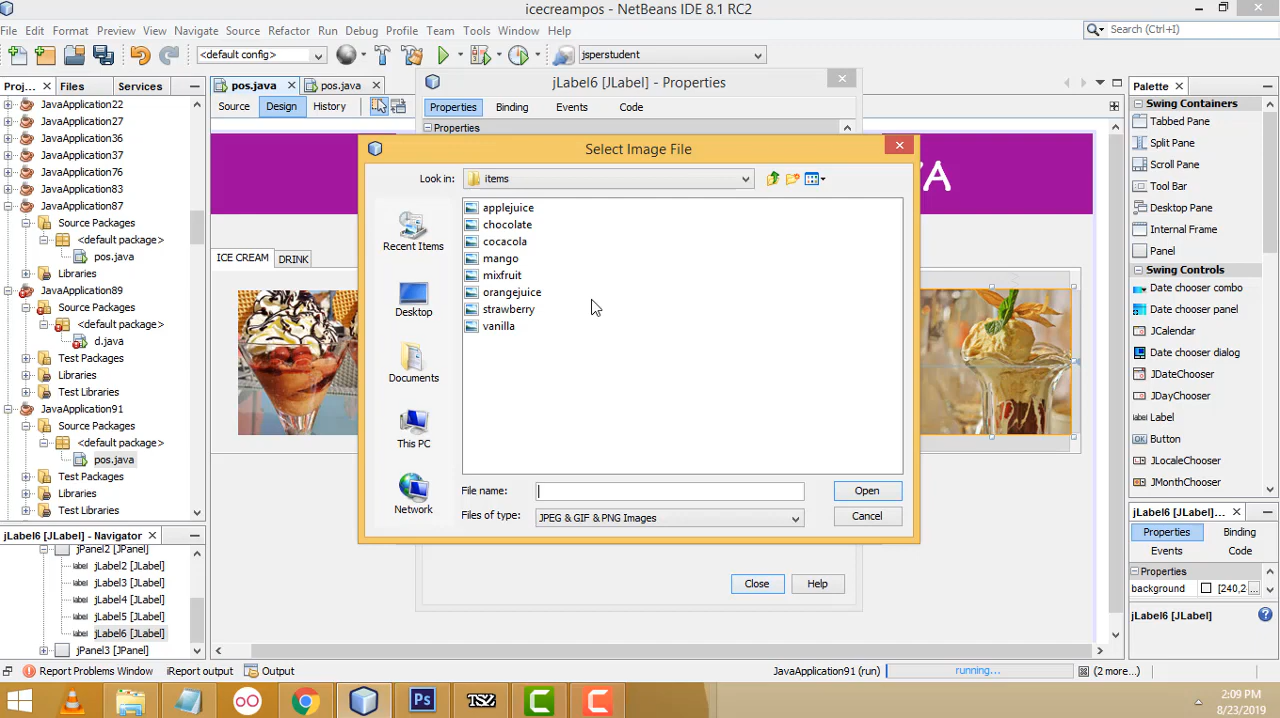 icecreampos - NetBeans IDE 8.1 RC2
File Edit Format Preview View Navigate Source Refactor Run Debug Profile Team Tools Window Help
Search (Ctrl+I)
<default config>
jsperstudent
Proj... Files Services
pos.java pos.java
Source Design History
JavaApplication22
JavaApplication27
JavaApplication36
JavaApplication37
JavaApplication76
JavaApplication83
JavaApplication87
Source Packages
<default package>
pos.java
Libraries
JavaApplication89
Source Packages
<default package>
d.java
Test Packages
Libraries
Test Libraries
JavaApplication91
Source Packages
<default package>
pos.java
Test Packages
Libraries
Test Libraries
jLabel6 [JLabel] - Navigator
jPanel2 [JPanel]
jLabel2 [JLabel]
jLabel3 [JLabel]
jLabel4 [JLabel]
jLabel5 [JLabel]
jLabel6 [JLabel]
jPanel3 [JPanel]
ICE CREAM DRINK
jLabel6 [JLabel] - Properties
Properties Binding Events Code
Properties
Select Image File
Look in: items
Recent Items
Desktop
Documents
This PC
Network
applejuice
chocolate
cocacola
mango
mixfruit
orangejuice
strawberry
vanilla
File name:
Open
Files of type: JPEG & GIF & PNG Images
Cancel
Close Help
Palette
Swing Containers
Tabbed Pane
Split Pane
Scroll Pane
Tool Bar
Desktop Pane
Internal Frame
Panel
Swing Controls
Date chooser combo
Date chooser panel
JCalendar
Date chooser dialog
JDateChooser
JDayChooser
Label
Button
JLocaleChooser
JMonthChooser
jLabel6 [JLabel]...
Properties Binding
Events Code
Properties
background [240,2...
jLabel6 [JLabel]
Report Problems Window iReport output Output
JavaApplication91 (run) running... (2 more...)
Ps
2:09 PM
8/23/2019